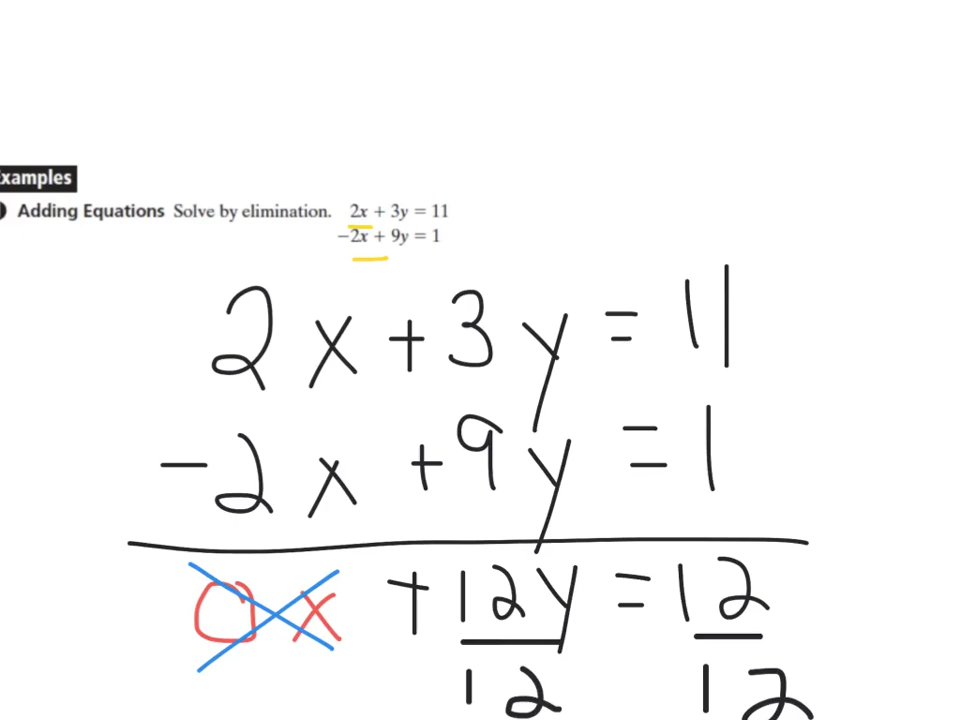 xamples
Adding Equations Solve by elimination. 2x + 3y = 11
−2x + 9y = 1
2x + 3y = 11
− 2x + 9y = 1
0x + 12y = 12
12 12